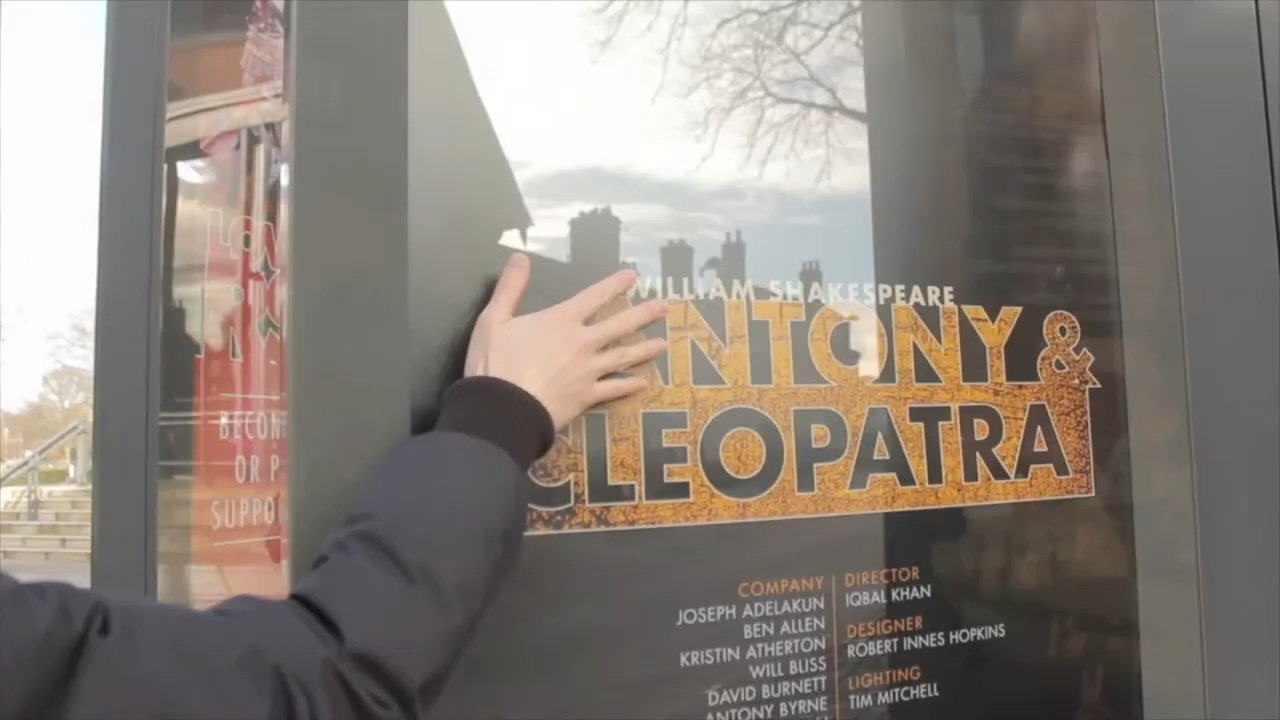 WILLIAM SHAKESPEARE
ANTONY &
CLEOPATRA
COMPANY
JOSEPH ADELAKUN
BEN ALLEN
KRISTIN ATHERTON
WILL BLISS
DAVID BURNETT
ANTONY BYRNE
DIRECTOR
IQBAL KHAN
DESIGNER
ROBERT INNES HOPKINS
LIGHTING
TIM MITCHELL
OR P
SUPPO